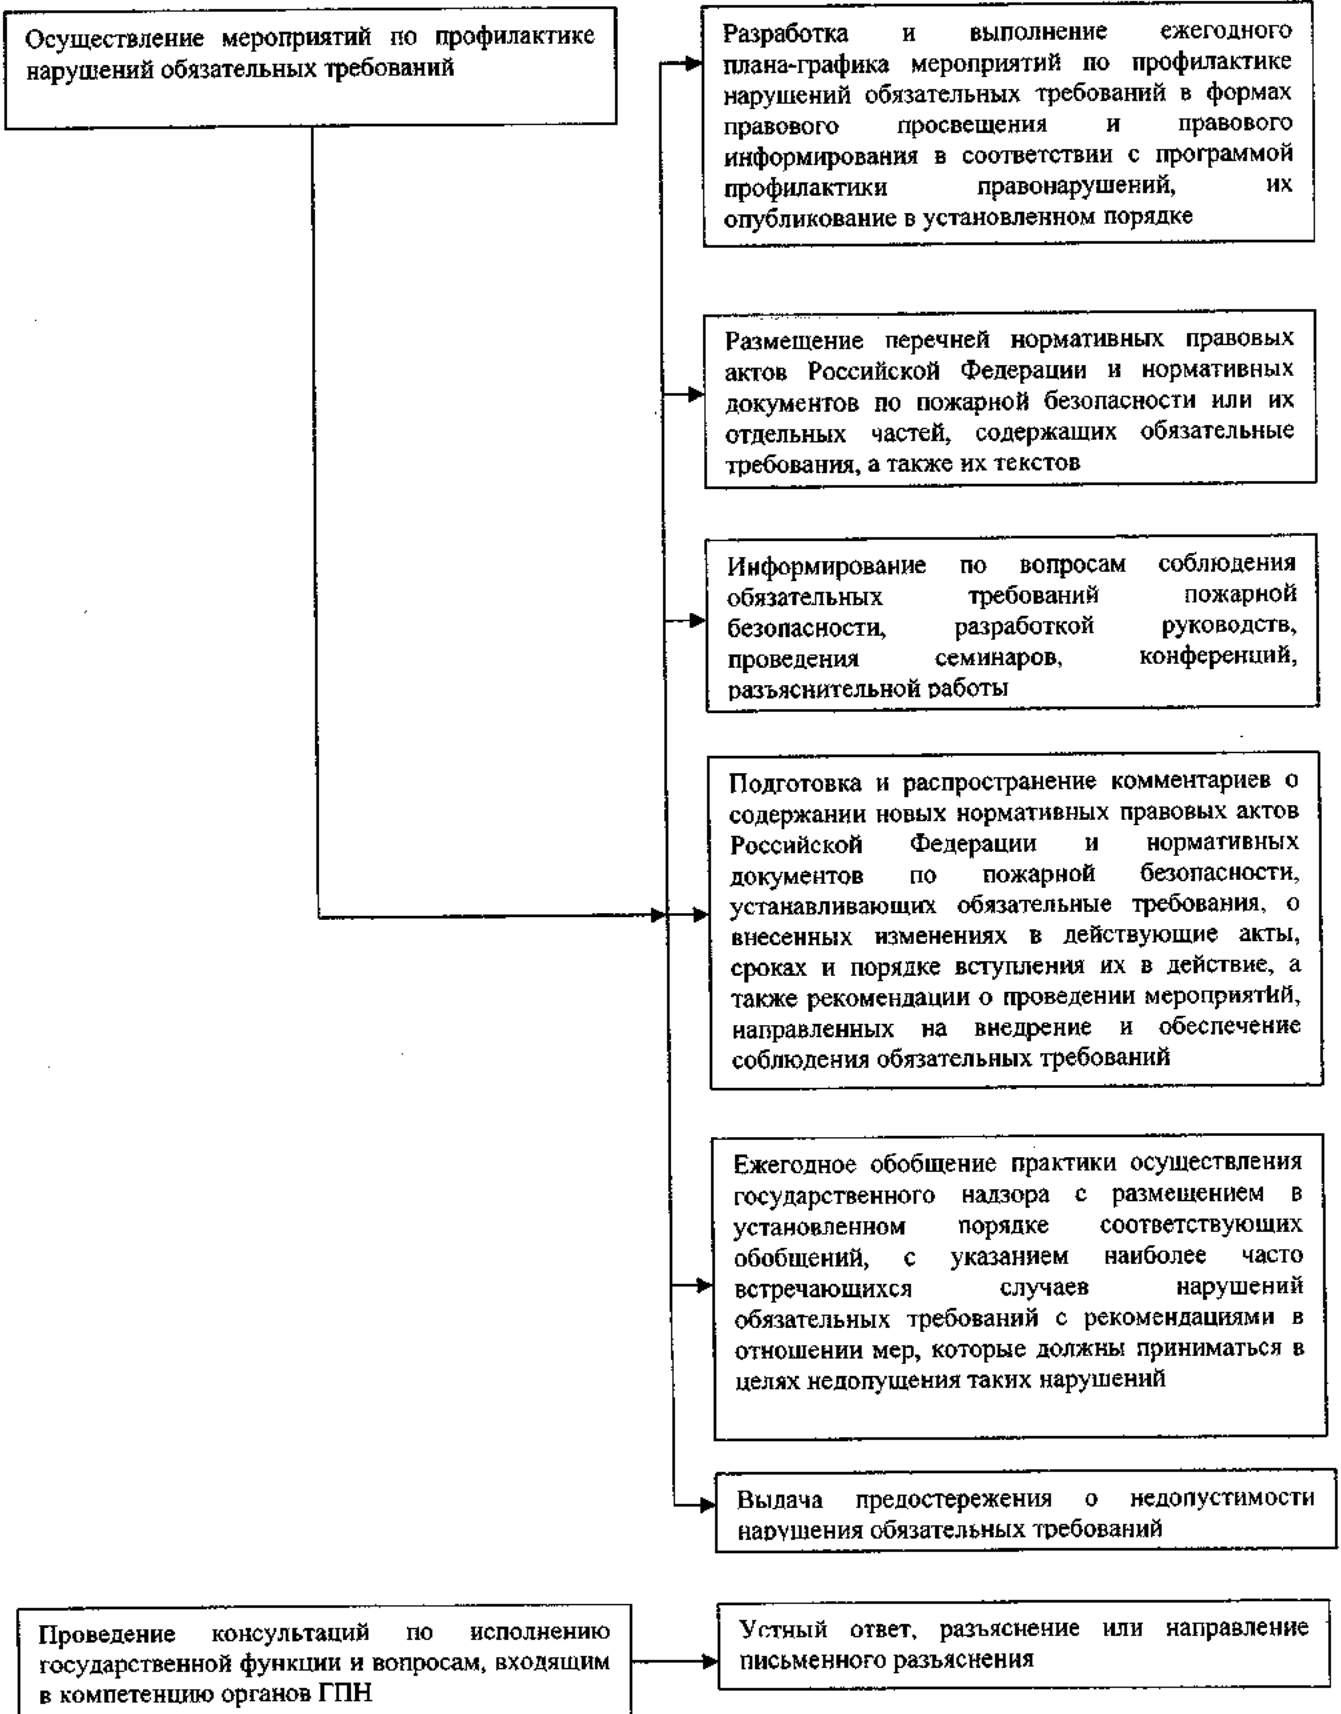 Осуществление мероприятий по профилактике
нарушений обязательных требований
Разработка и выполнение ежегодного
плана-графика мероприятий по профилактике
нарушений обязательных требований в формах
правового просвещения и правового
информирования в соответствии с программой
профилактики правонарушений, их
опубликование в установленном порядке
Размещение перечней нормативных правовых
актов Российской Федерации и нормативных
документов по пожарной безопасности или их
отдельных частей, содержащих обязательные
требования, а также их текстов
Информирование по вопросам соблюдения
обязательных требований пожарной
безопасности, разработкой руководств,
проведения семинаров, конференций,
разъяснительной работы
Подготовка и распространение комментариев о
содержании новых нормативных правовых актов
Российской Федерации и нормативных
документов по пожарной безопасности,
устанавливающих обязательные требования, о
внесенных изменениях в действующие акты,
сроках и порядке вступления их в действие, а
также рекомендации о проведении мероприятий,
направленных на внедрение и обеспечение
соблюдения обязательных требований
Ежегодное обобщение практики осуществления
государственного надзора с размещением в
установленном порядке соответствующих
обобщений, с указанием наиболее часто
встречающихся случаев нарушений
обязательных требований с рекомендациями в
отношении мер, которые должны приниматься в
целях недопущения таких нарушений
Выдача предостережения о недопустимости
нарушения обязательных требований
Проведение консультаций по исполнению
государственной функции и вопросам, входящим
в компетенцию органов ГПН
Устный ответ, разъяснение или направление
письменного разъяснения